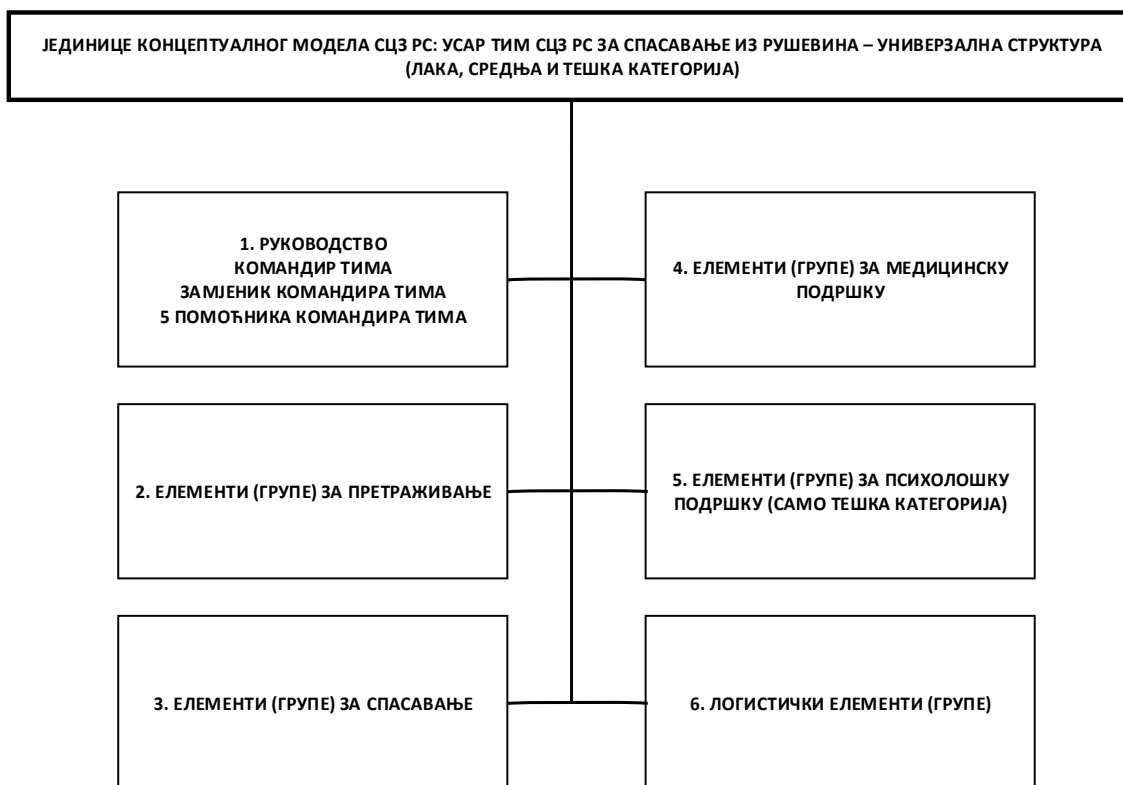 ЈЕДИНИЦЕ КОНЦЕПТУАЛНОГ МОДЕЛА СЦЗ РС: УСАР ТИМ СЦЗ РС ЗА СПАСАВАЊЕ ИЗ РУШЕВИНА – УНИВЕРЗАЛНА СТРУКТУРА
(ЛАКА, СРЕДЊА И ТЕШКА КАТЕГОРИЈА)
1. РУКОВОДСТВО
КОМАНДИР ТИМА
ЗАМЈЕНИК КОМАНДИРА ТИМА
5 ПОМОЋНИКА КОМАНДИРА ТИМА
2. ЕЛЕМЕНТИ (ГРУПЕ) ЗА ПРЕТРАЖИВАЊЕ
3. ЕЛЕМЕНТИ (ГРУПЕ) ЗА СПАСАВАЊЕ
4. ЕЛЕМЕНТИ (ГРУПЕ) ЗА МЕДИЦИНСКУ
ПОДРШКУ
5. ЕЛЕМЕНТИ (ГРУПЕ) ЗА ПСИХОЛОШКУ
ПОДРШКУ (САМО ТЕШКА КАТЕГОРИЈА)
6. ЛОГИСТИЧКИ ЕЛЕМЕНТИ (ГРУПЕ)